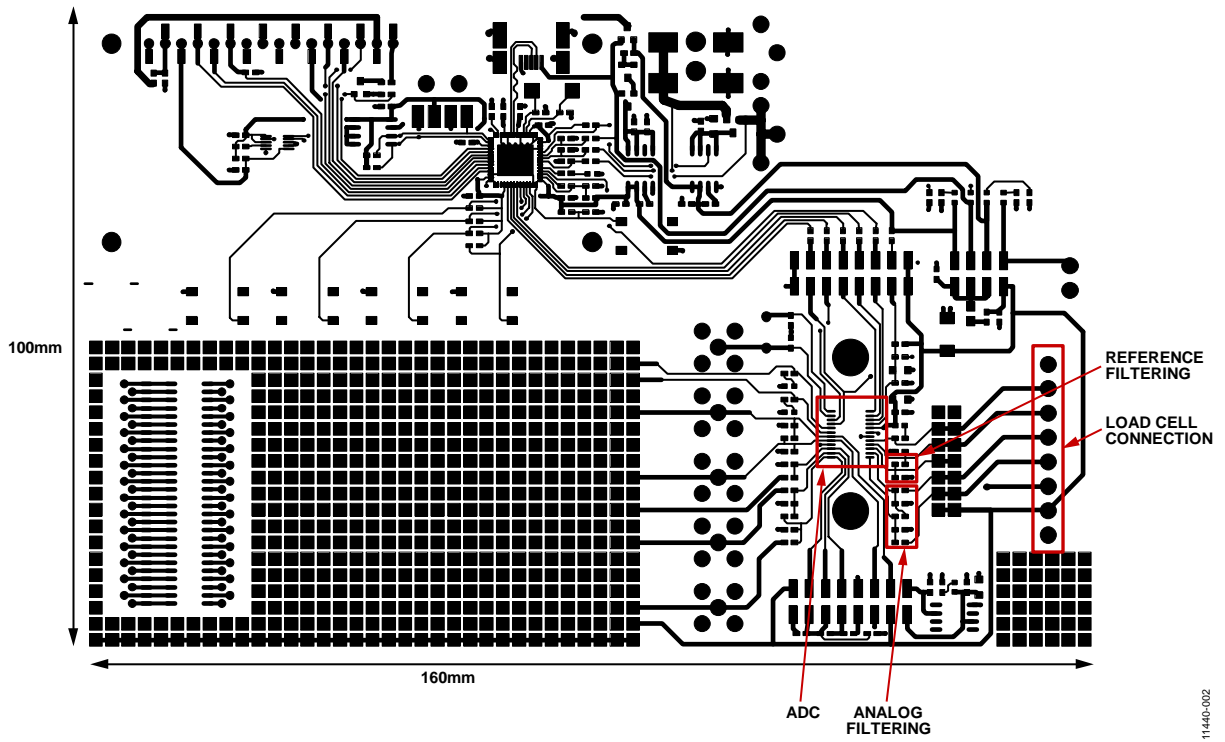 100mm
REFERENCE
FILTERING
LOAD CELL
CONNECTION
160mm
ADC
ANALOG
FILTERING
11440-002